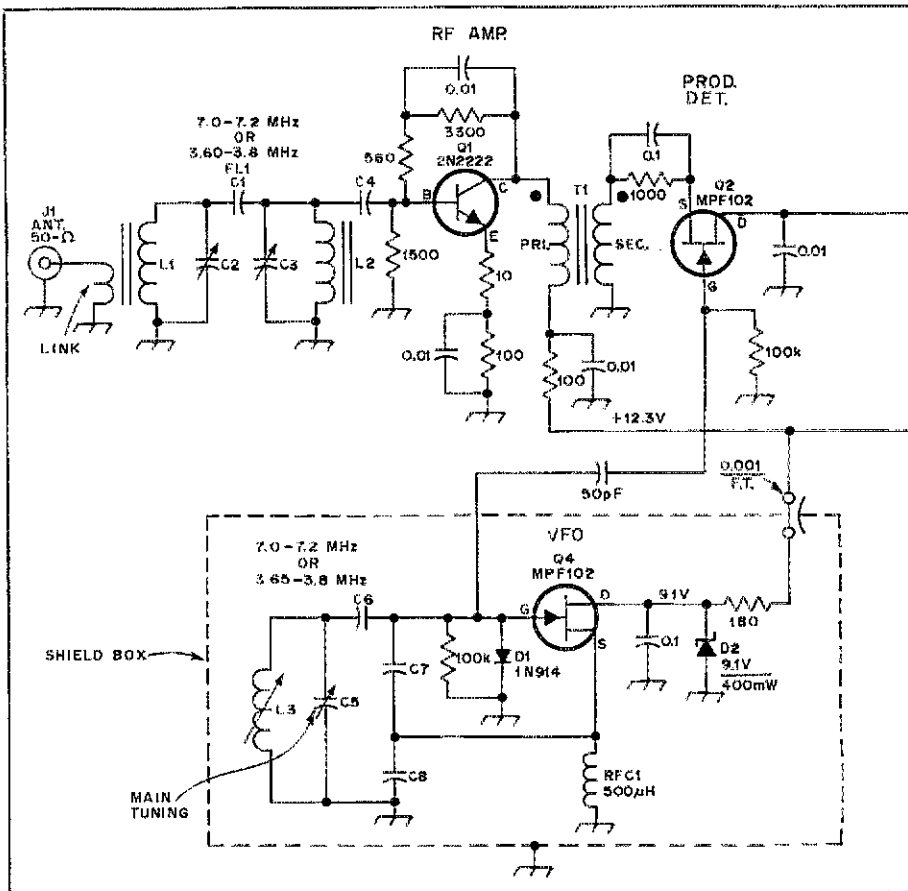 RF AMP.
0.01
3300
Q1
2N2222
560
7.0-7.2 MHz
OR
3.60-3.8 MHz
FL1
C1
C4
J1
ANT.
50-Ω
LINK
L1
C2
C3
L2
1500
B
C
E
10
0.01
100
PRI.
T1
SEC.
100
0.01
PROD.
DET.
0.1
1000
Q2
MPF102
S
D
G
0.01
100k
+12.3V
0.001
F.T.
50pF
VFO
7.0-7.2 MHz
OR
3.65-3.8 MHz
C6
Q4
MPF102
G
D
S
9.1V
180
SHIELD BOX
L3
C5
C7
100k
D1
1N914
0.1
D2
9.1V
400mW
C8
RFC1
500µH
MAIN
TUNING